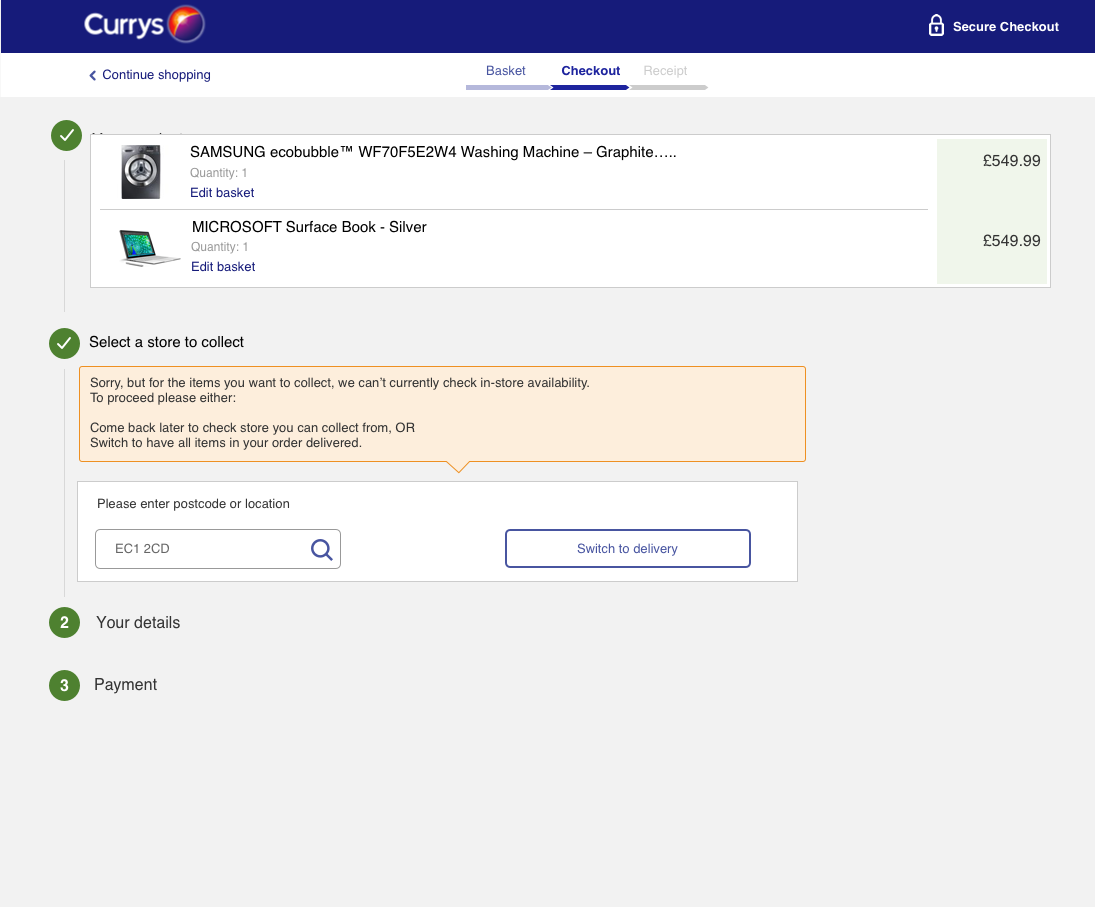 Currys
Secure Checkout
Continue shopping
Basket
Checkout
Receipt
SAMSUNG ecobubble™ WF70F5E2W4 Washing Machine – Graphite…..
£549.99
Quantity: 1
Edit basket
MICROSOFT Surface Book - Silver
£549.99
Quantity: 1
Edit basket
Select a store to collect
Sorry, but for the items you want to collect, we can’t currently check in-store availability.
To proceed please either:
Come back later to check store you can collect from, OR
Switch to have all items in your order delivered.
Please enter postcode or location
EC1 2CD
Switch to delivery
2
Your details
3
Payment